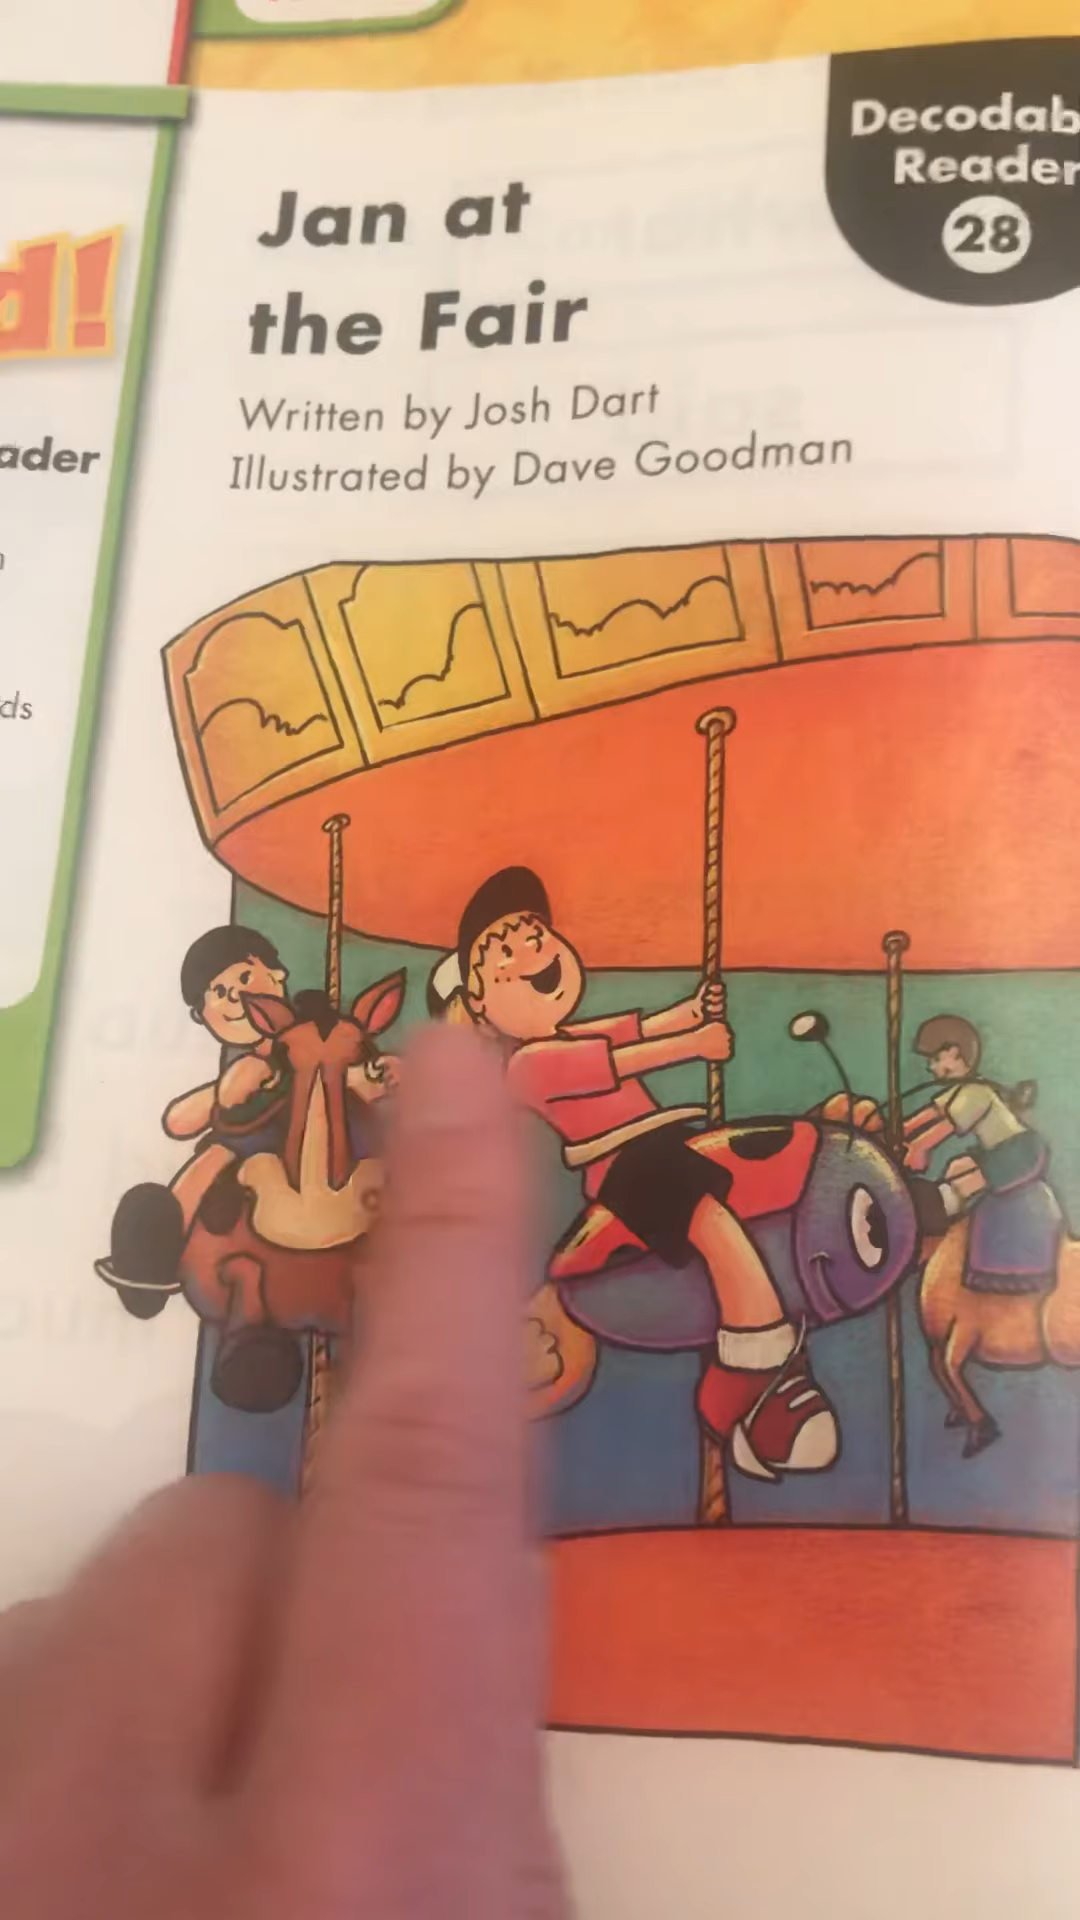 Decodab
Reader
28
Jan at
the Fair
Written by Josh Dart
Illustrated by Dave Goodman
d!
ader
ds